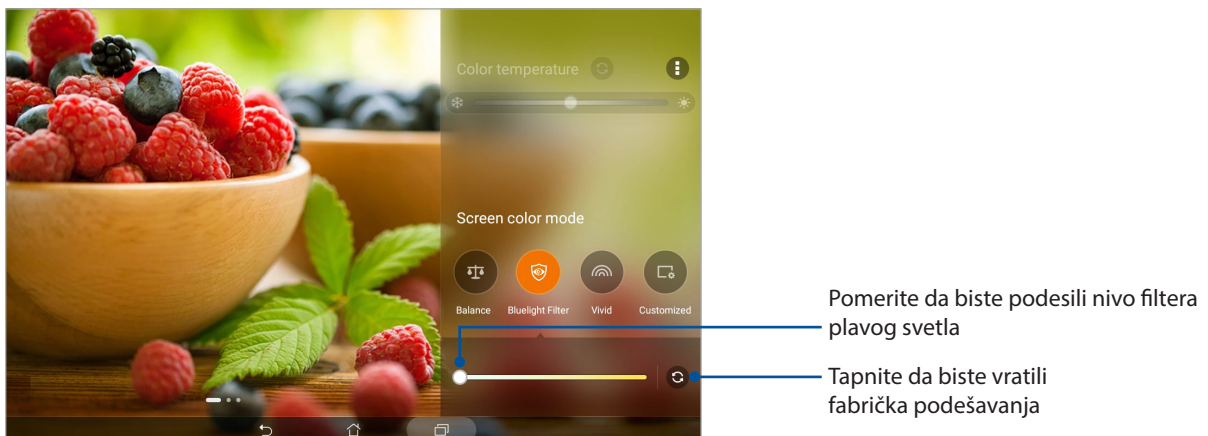 Color temperature
Screen color mode
Balance Bluelight Filter Vivid Customized
Pomerite da biste podesili nivo filtera
plavog svetla
Tapnite da biste vratili
fabrička podešavanja